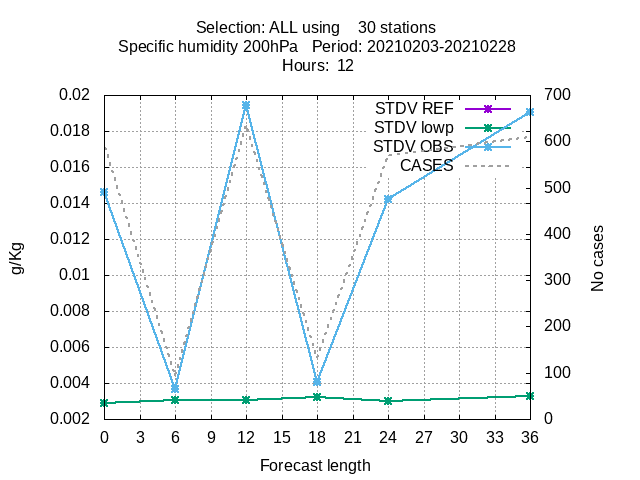 Selection: ALL using    30 stations
Specific humidity 200hPa   Period: 20210203-20210228
Hours:  12
0.02
0.018
0.016
0.014
0.012
0.01
0.008
0.006
0.004
0.002
g/Kg
STDV REF
STDV lowp
STDV OBS
CASES
700
600
500
400
300
200
100
0
No cases
0 3 6 9 12 15 18 21 24 27 30 33 36
Forecast length